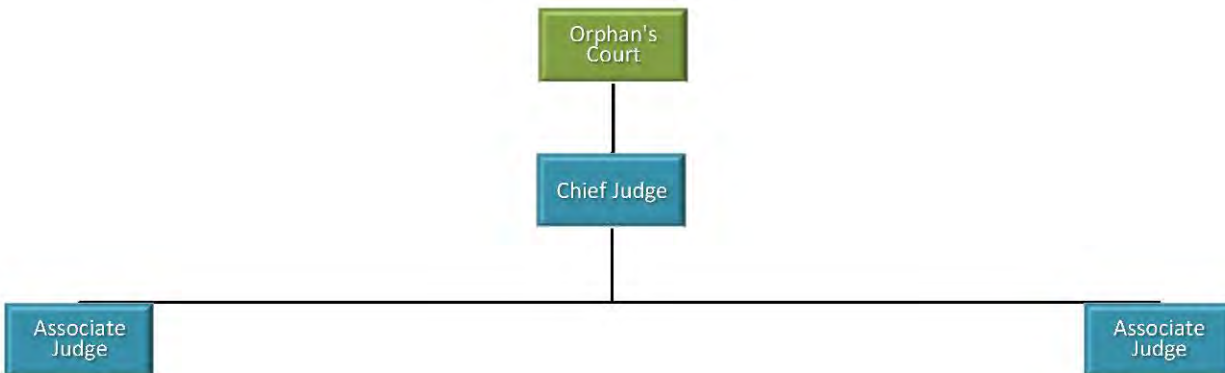 Orphan's
Court
Chief Judge
Associate
Judge
Associate
Judge